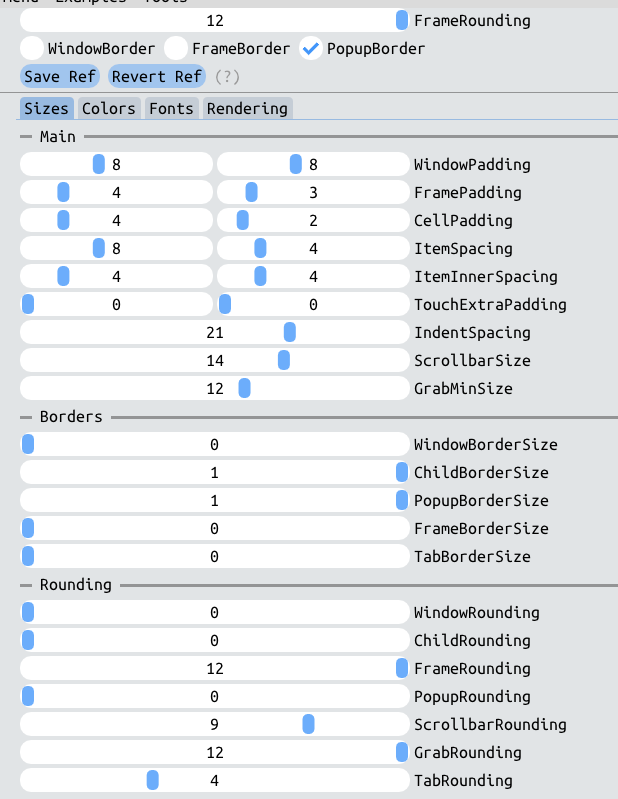 Menu Examples Tools
12 FrameRounding
WindowBorder FrameBorder PopupBorder
Save Ref Revert Ref (?)
Sizes Colors Fonts Rendering
Main
8 8 WindowPadding
4 3 FramePadding
4 2 CellPadding
8 4 ItemSpacing
4 4 ItemInnerSpacing
0 0 TouchExtraPadding
21 IndentSpacing
14 ScrollbarSize
12 GrabMinSize
Borders
0 WindowBorderSize
1 ChildBorderSize
1 PopupBorderSize
0 FrameBorderSize
0 TabBorderSize
Rounding
0 WindowRounding
0 ChildRounding
12 FrameRounding
0 PopupRounding
9 ScrollbarRounding
12 GrabRounding
4 TabRounding